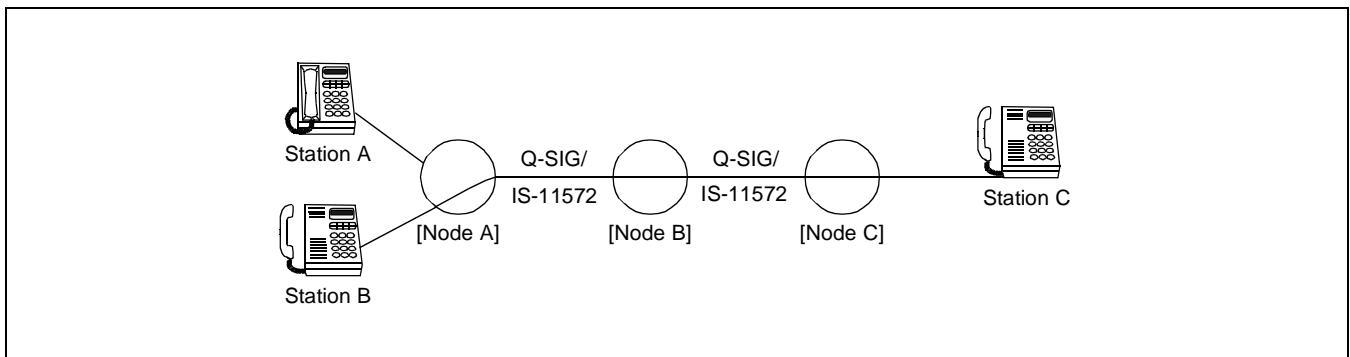 Station A
Q-SIG/
IS-11572
Q-SIG/
IS-11572
Station C
[Node A]
[Node B]
[Node C]
Station B